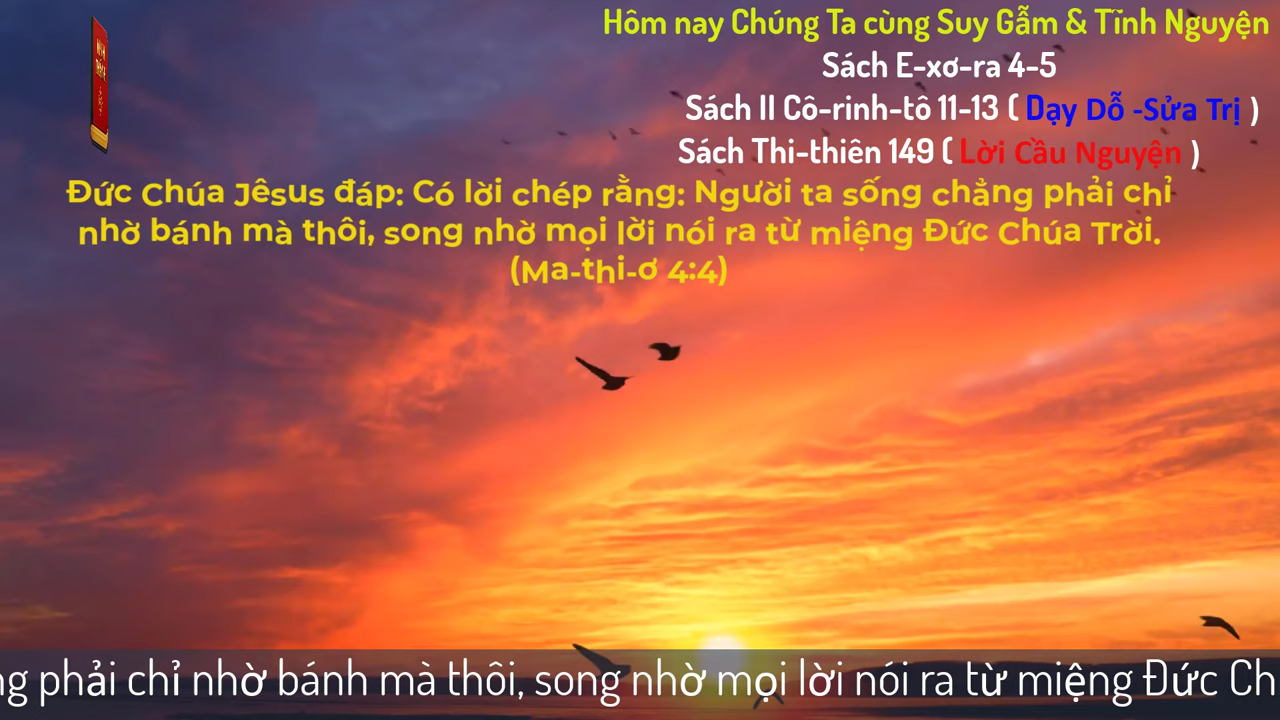 Hôm nay Chúng Ta cùng Suy Gẫm & Tĩnh Nguyện
Sách E-xơ-ra 4-5
Sách II Cô-rinh-tô 11-13 ( Dạy Dỗ -Sửa Trị )
Sách Thi-thiên 149 ( Lời Cầu Nguyện )
Đức Chúa Jêsus đáp: Có lời chép rằng: Người ta sống chẳng phải chỉ
nhờ bánh mà thôi, song nhờ mọi lời nói ra từ miệng Đức Chúa Trời.
(Ma-thi-ơ 4:4)
ng phải chỉ nhờ bánh mà thôi, song nhờ mọi lời nói ra từ miệng Đức Ch